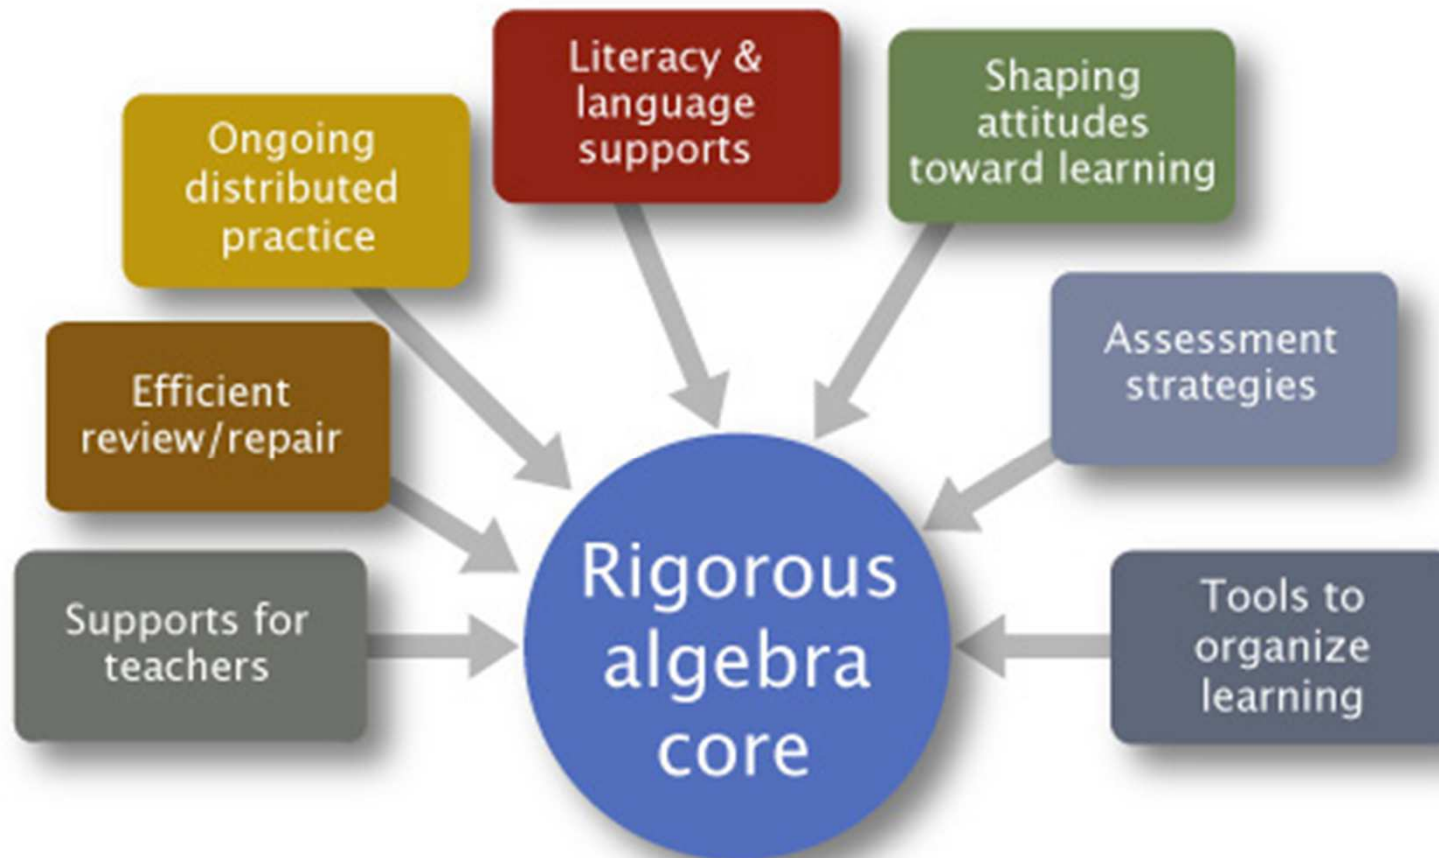 Literacy &
language
supports
Shaping
attitudes
toward learning
Ongoing
distributed
practice
Assessment
strategies
Efficient
review/repair
Supports for
teachers
Tools to
organize
learning
Rigorous
algebra
core